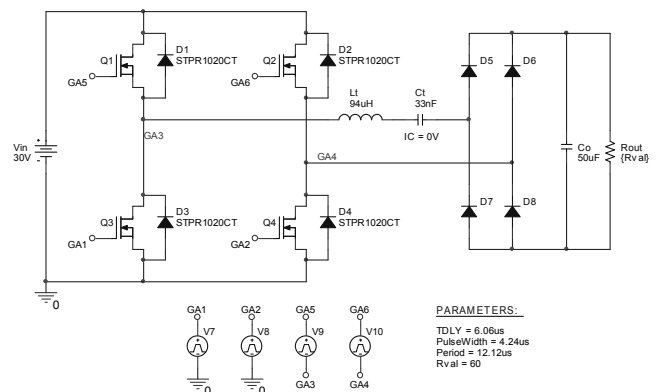 Q1
D1
STPR1020CT
GA5
Q2
D2
STPR1020CT
GA6
D5
D6
Lt
94uH
Ct
33nF
IC = 0V
GA3
GA4
Vin
30V
Co
50uF
Rout
{Rval}
Q3
D3
STPR1020CT
GA1
Q4
D4
STPR1020CT
GA2
D7
D8
0
GA1
GA2
GA5
GA6
V7
V8
V9
V10
0
0
GA3
GA4
PARAMETERS:
TDLY = 6.06us
PulseWidth = 4.24us
Period = 12.12us
Rval = 60